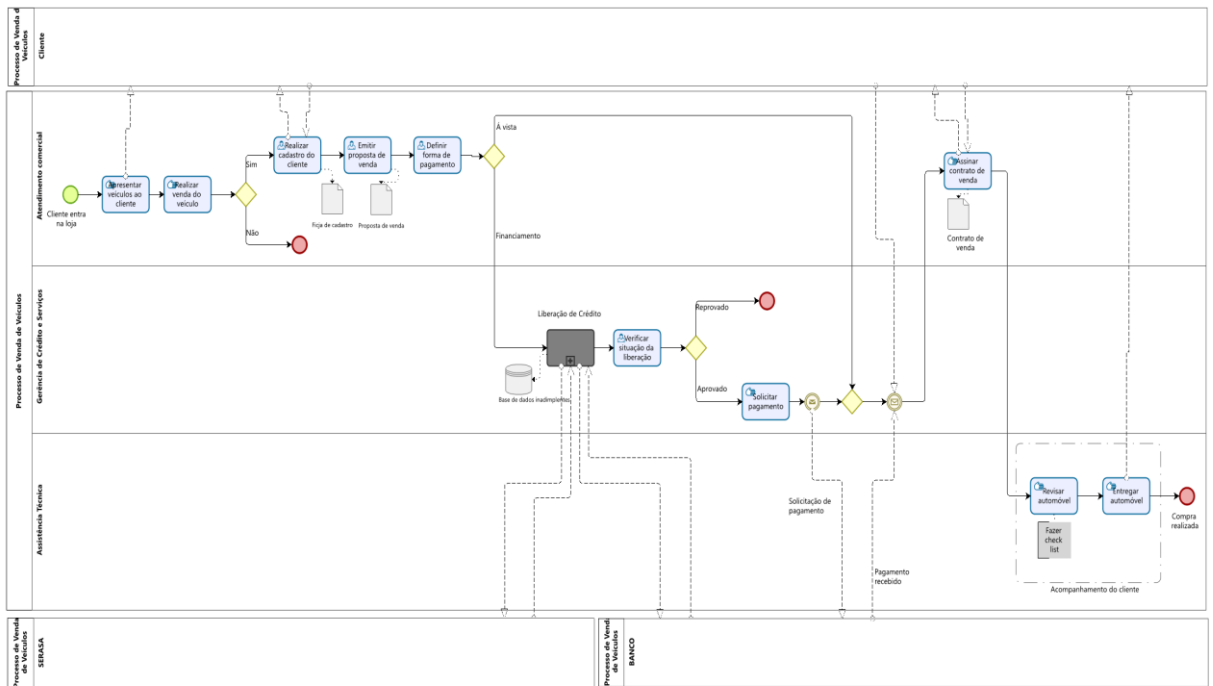 Processo de Venda d
Veículos
Cliente
Processo de Venda de Veículos
Atendimento comercial
Cliente entra
na loja
Apresentar
veículos ao
cliente
Realizar
venda do
veículo
Sim
Não
Realizar
cadastro do
cliente
Emitir
proposta de
venda
Definir
forma de
pagamento
Foja de cadastro
Proposta de venda
Á vista
Financiamento
Assinar
contrato de
venda
Contrato de
venda
Gerência de Crédito e Serviços
Liberação de Crédito
Base de dados inadimplentes
Verificar
situação da
liberação
Reprovado
Aprovado
Solicitar
pagamento
Assistência Técnica
Solicitação de
pagamento
Pagamento
recebido
Revisar
automóvel
Entregar
automóvel
Fazer
check
list
Compra
realizada
Acompanhamento do cliente
Processo de Venda
de Veículos
SERASA
Processo de Vend
de Veículos
BANCO